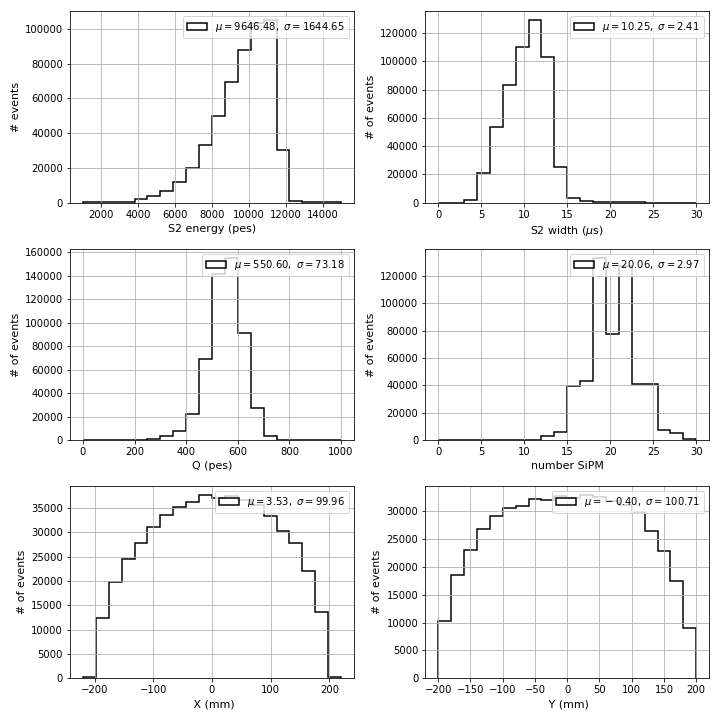 μ = 9646.48, σ = 1644.65
100000
80000
60000
40000
20000
0
# events
2000 4000 6000 8000 10000 12000 14000
S2 energy (pes)
μ = 10.25, σ = 2.41
120000
100000
80000
60000
40000
20000
0
# of events
0 5 10 15 20 25 30
S2 width (μs)
μ = 550.60, σ = 73.18
160000
140000
120000
100000
80000
60000
40000
20000
0
# of events
0 200 400 600 800 1000
Q (pes)
μ = 20.06, σ = 2.97
120000
100000
80000
60000
40000
20000
0
# of events
0 5 10 15 20 25 30
number SiPM
μ = 3.53, σ = 99.96
35000
30000
25000
20000
15000
10000
5000
0
# of events
−200 −100 0 100 200
X (mm)
μ = −0.40, σ = 100.71
30000
25000
20000
15000
10000
5000
0
# of events
−200 −150 −100 −50 0 50 100 150 200
Y (mm)